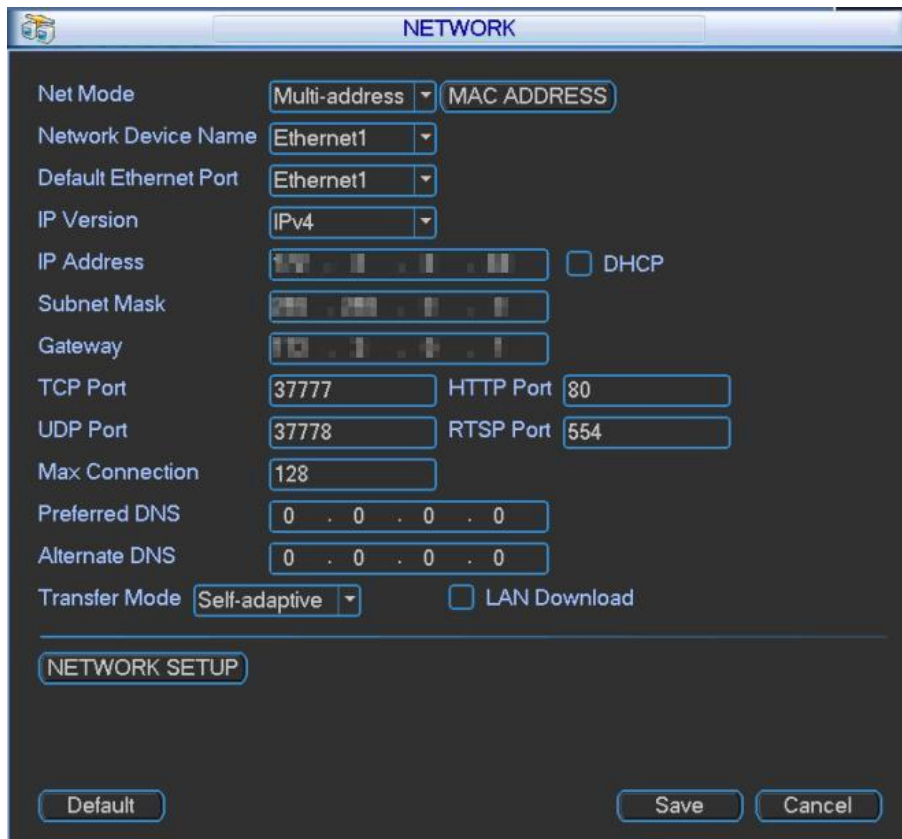 NETWORK
Net Mode Multi-address MAC ADDRESS
Network Device Name Ethernet1
Default Ethernet Port Ethernet1
IP Version IPv4
IP Address DHCP
Subnet Mask
Gateway
TCP Port 37777 HTTP Port 80
UDP Port 37778 RTSP Port 554
Max Connection 128
Preferred DNS 0 . 0 . 0 . 0
Alternate DNS 0 . 0 . 0 . 0
Transfer Mode Self-adaptive LAN Download
NETWORK SETUP
Default Save Cancel